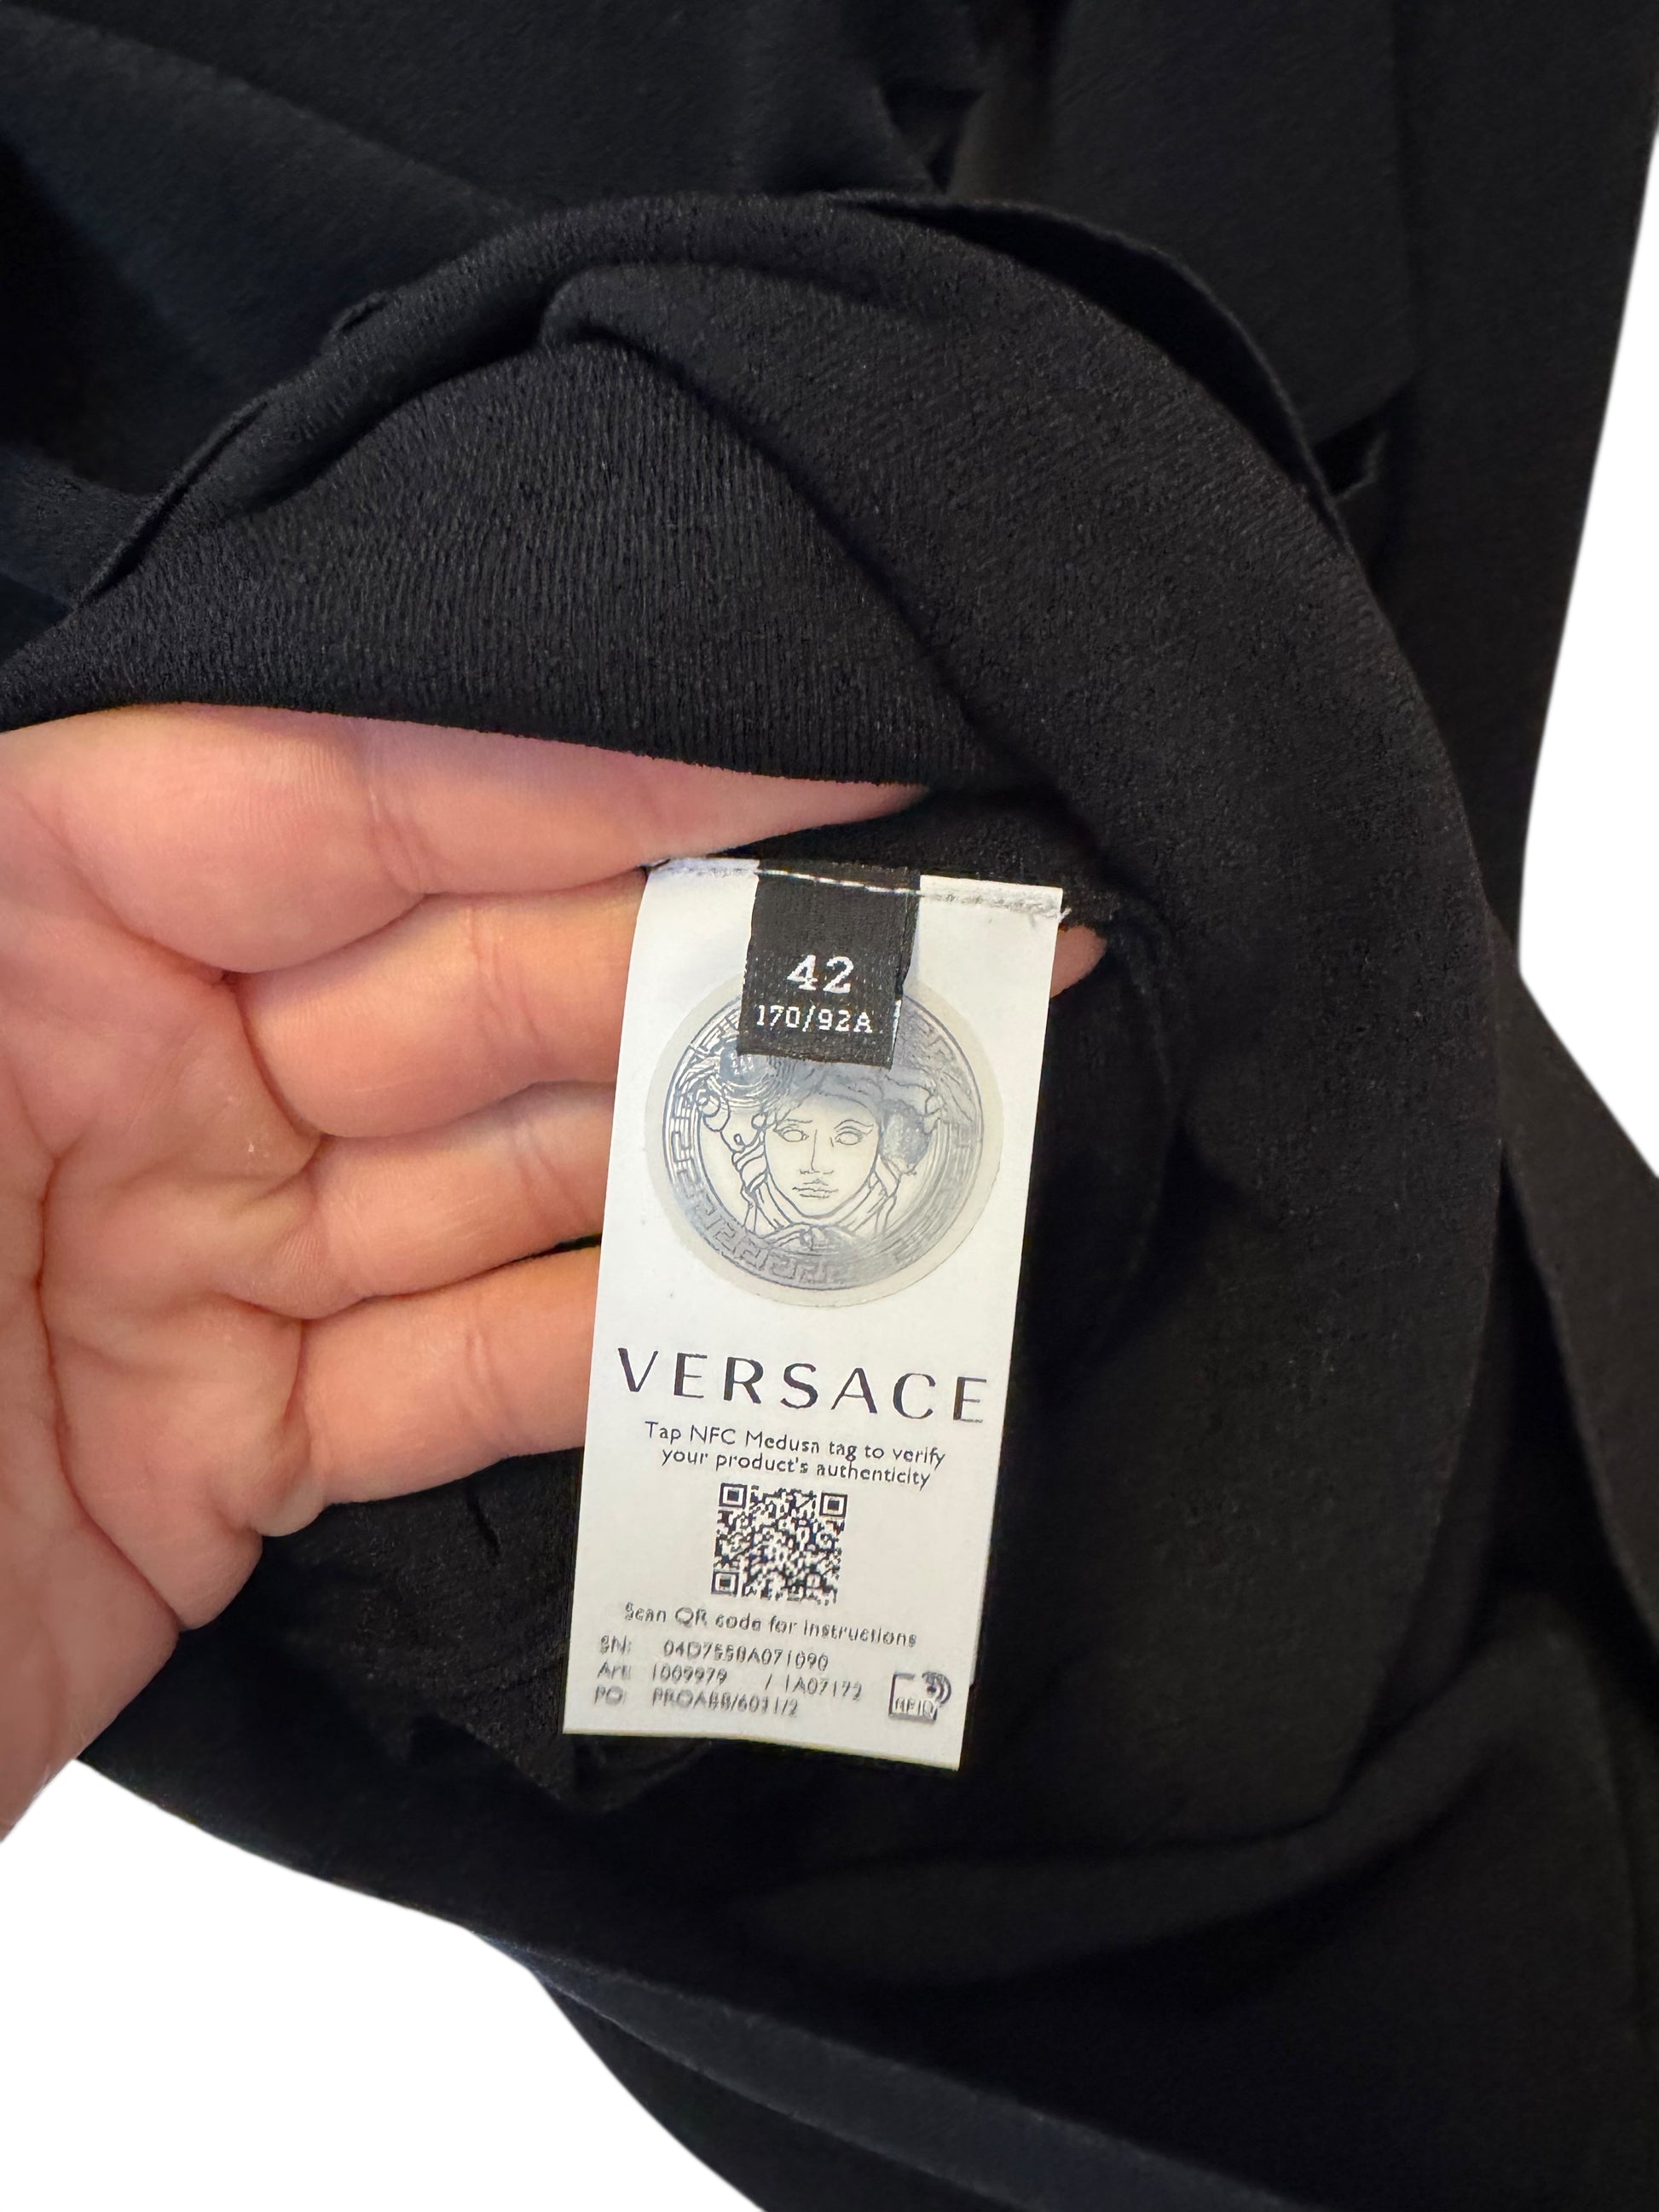 42
170/92A
VERSACE
Tap NFC Medusa tag to verify
your product's authenticity
Scan QR code for instructions
SN: 04D7558A071090
Art: 1009979 / 1A07172
PO: PROABB/6031/2
RFID